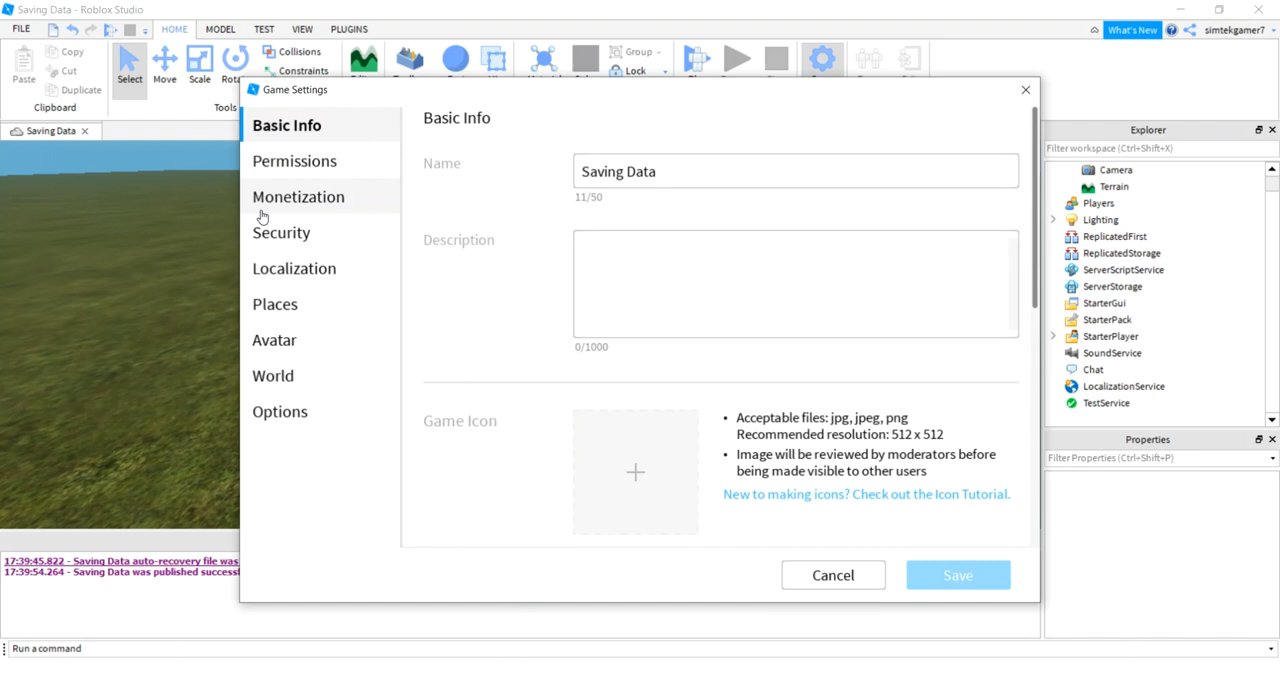 Saving Data - Roblox Studio
FILE HOME MODEL TEST VIEW PLUGINS What's New simtekgamer7
Paste Copy Cut Duplicate Select Move Scale Collisions Constraints Group Lock
Clipboard Tools
Saving Data
Game Settings
Basic Info
Permissions
Monetization
Security
Localization
Places
Avatar
World
Options
Basic Info
Name
Saving Data
11/50
Description
0/1000
Game Icon
• Acceptable files: jpg, jpeg, png
Recommended resolution: 512 x 512
• Image will be reviewed by moderators before
being made visible to other users
New to making icons? Check out the Icon Tutorial.
Cancel Save
Explorer
Filter workspace (Ctrl+Shift+X)
Camera
Terrain
Players
Lighting
ReplicatedFirst
ReplicatedStorage
ServerScriptService
ServerStorage
StarterGui
StarterPack
StarterPlayer
SoundService
Chat
LocalizationService
TestService
Properties
Filter Properties (Ctrl+Shift+P)
17:39:45.822 - Saving Data auto-recovery file was
17:39:54.264 - Saving Data was published
Run a command